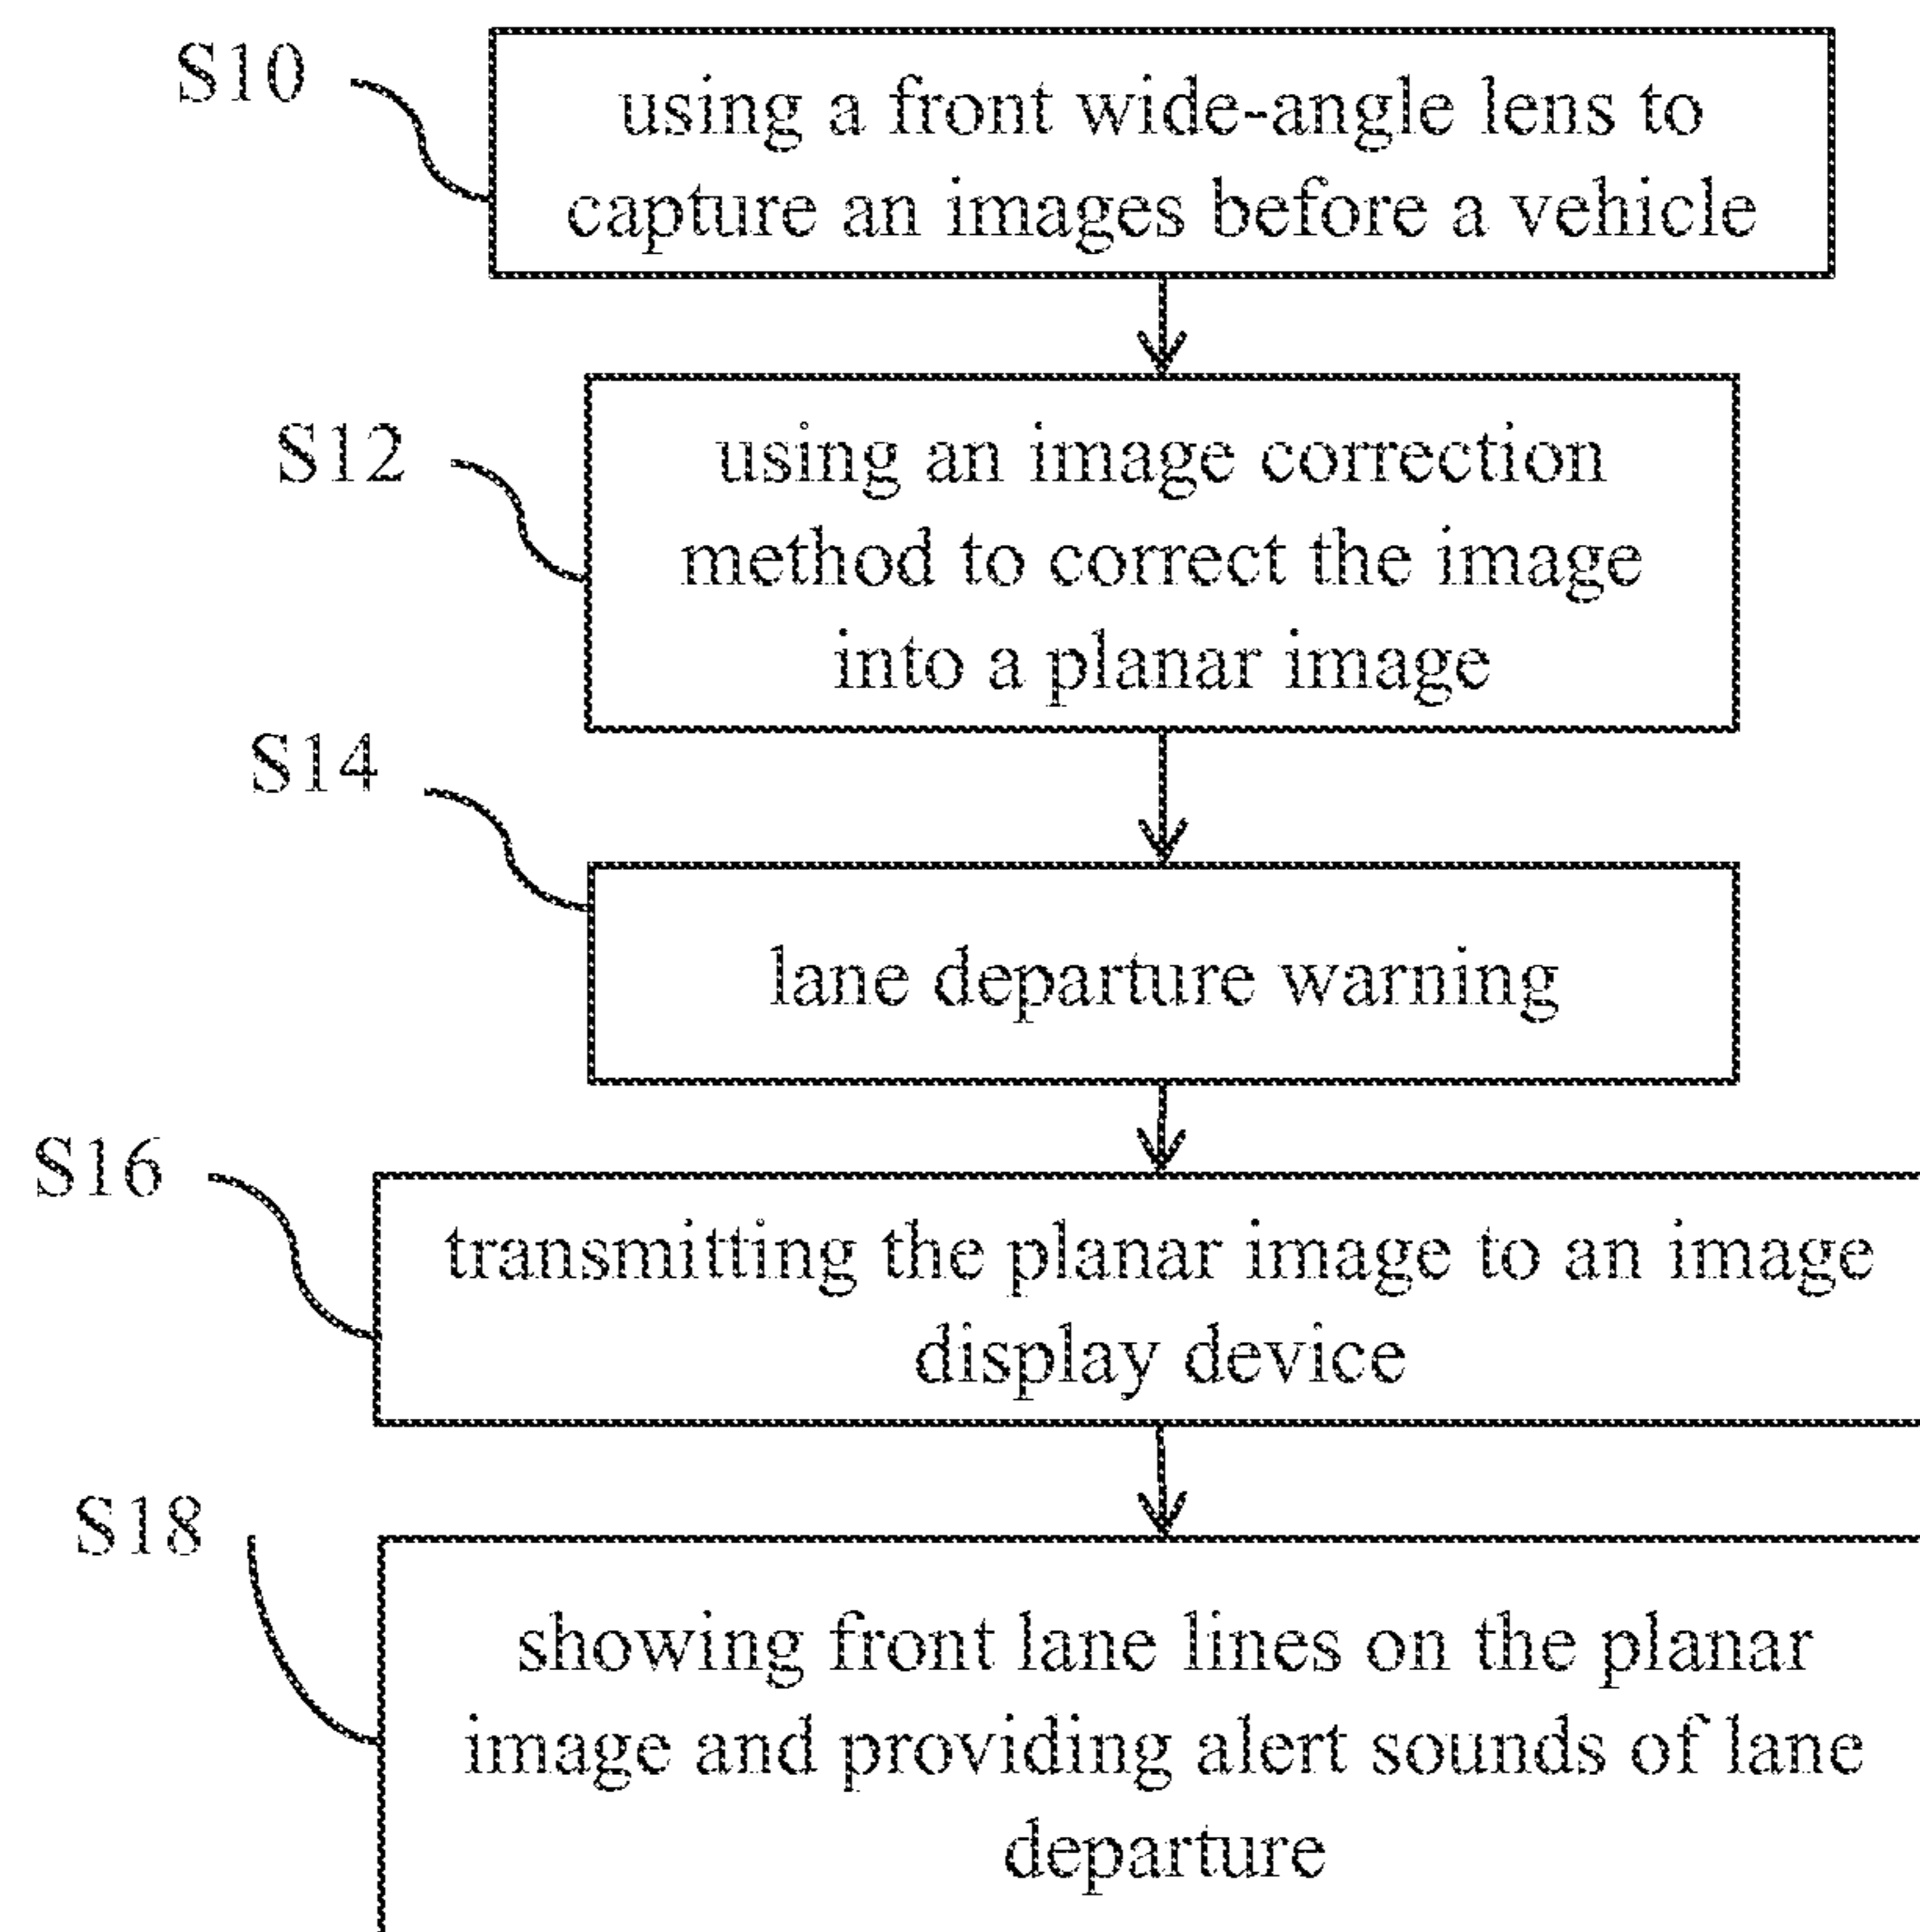 S10
using a front wide-angle lens to
capture an images before a vehicle
S12
using an image correction
method to correct the image
into a planar image
S14
lane departure warning
S16
transmitting the planar image to an image
display device
S18
showing front lane lines on the planar
image and providing alert sounds of lane
departure